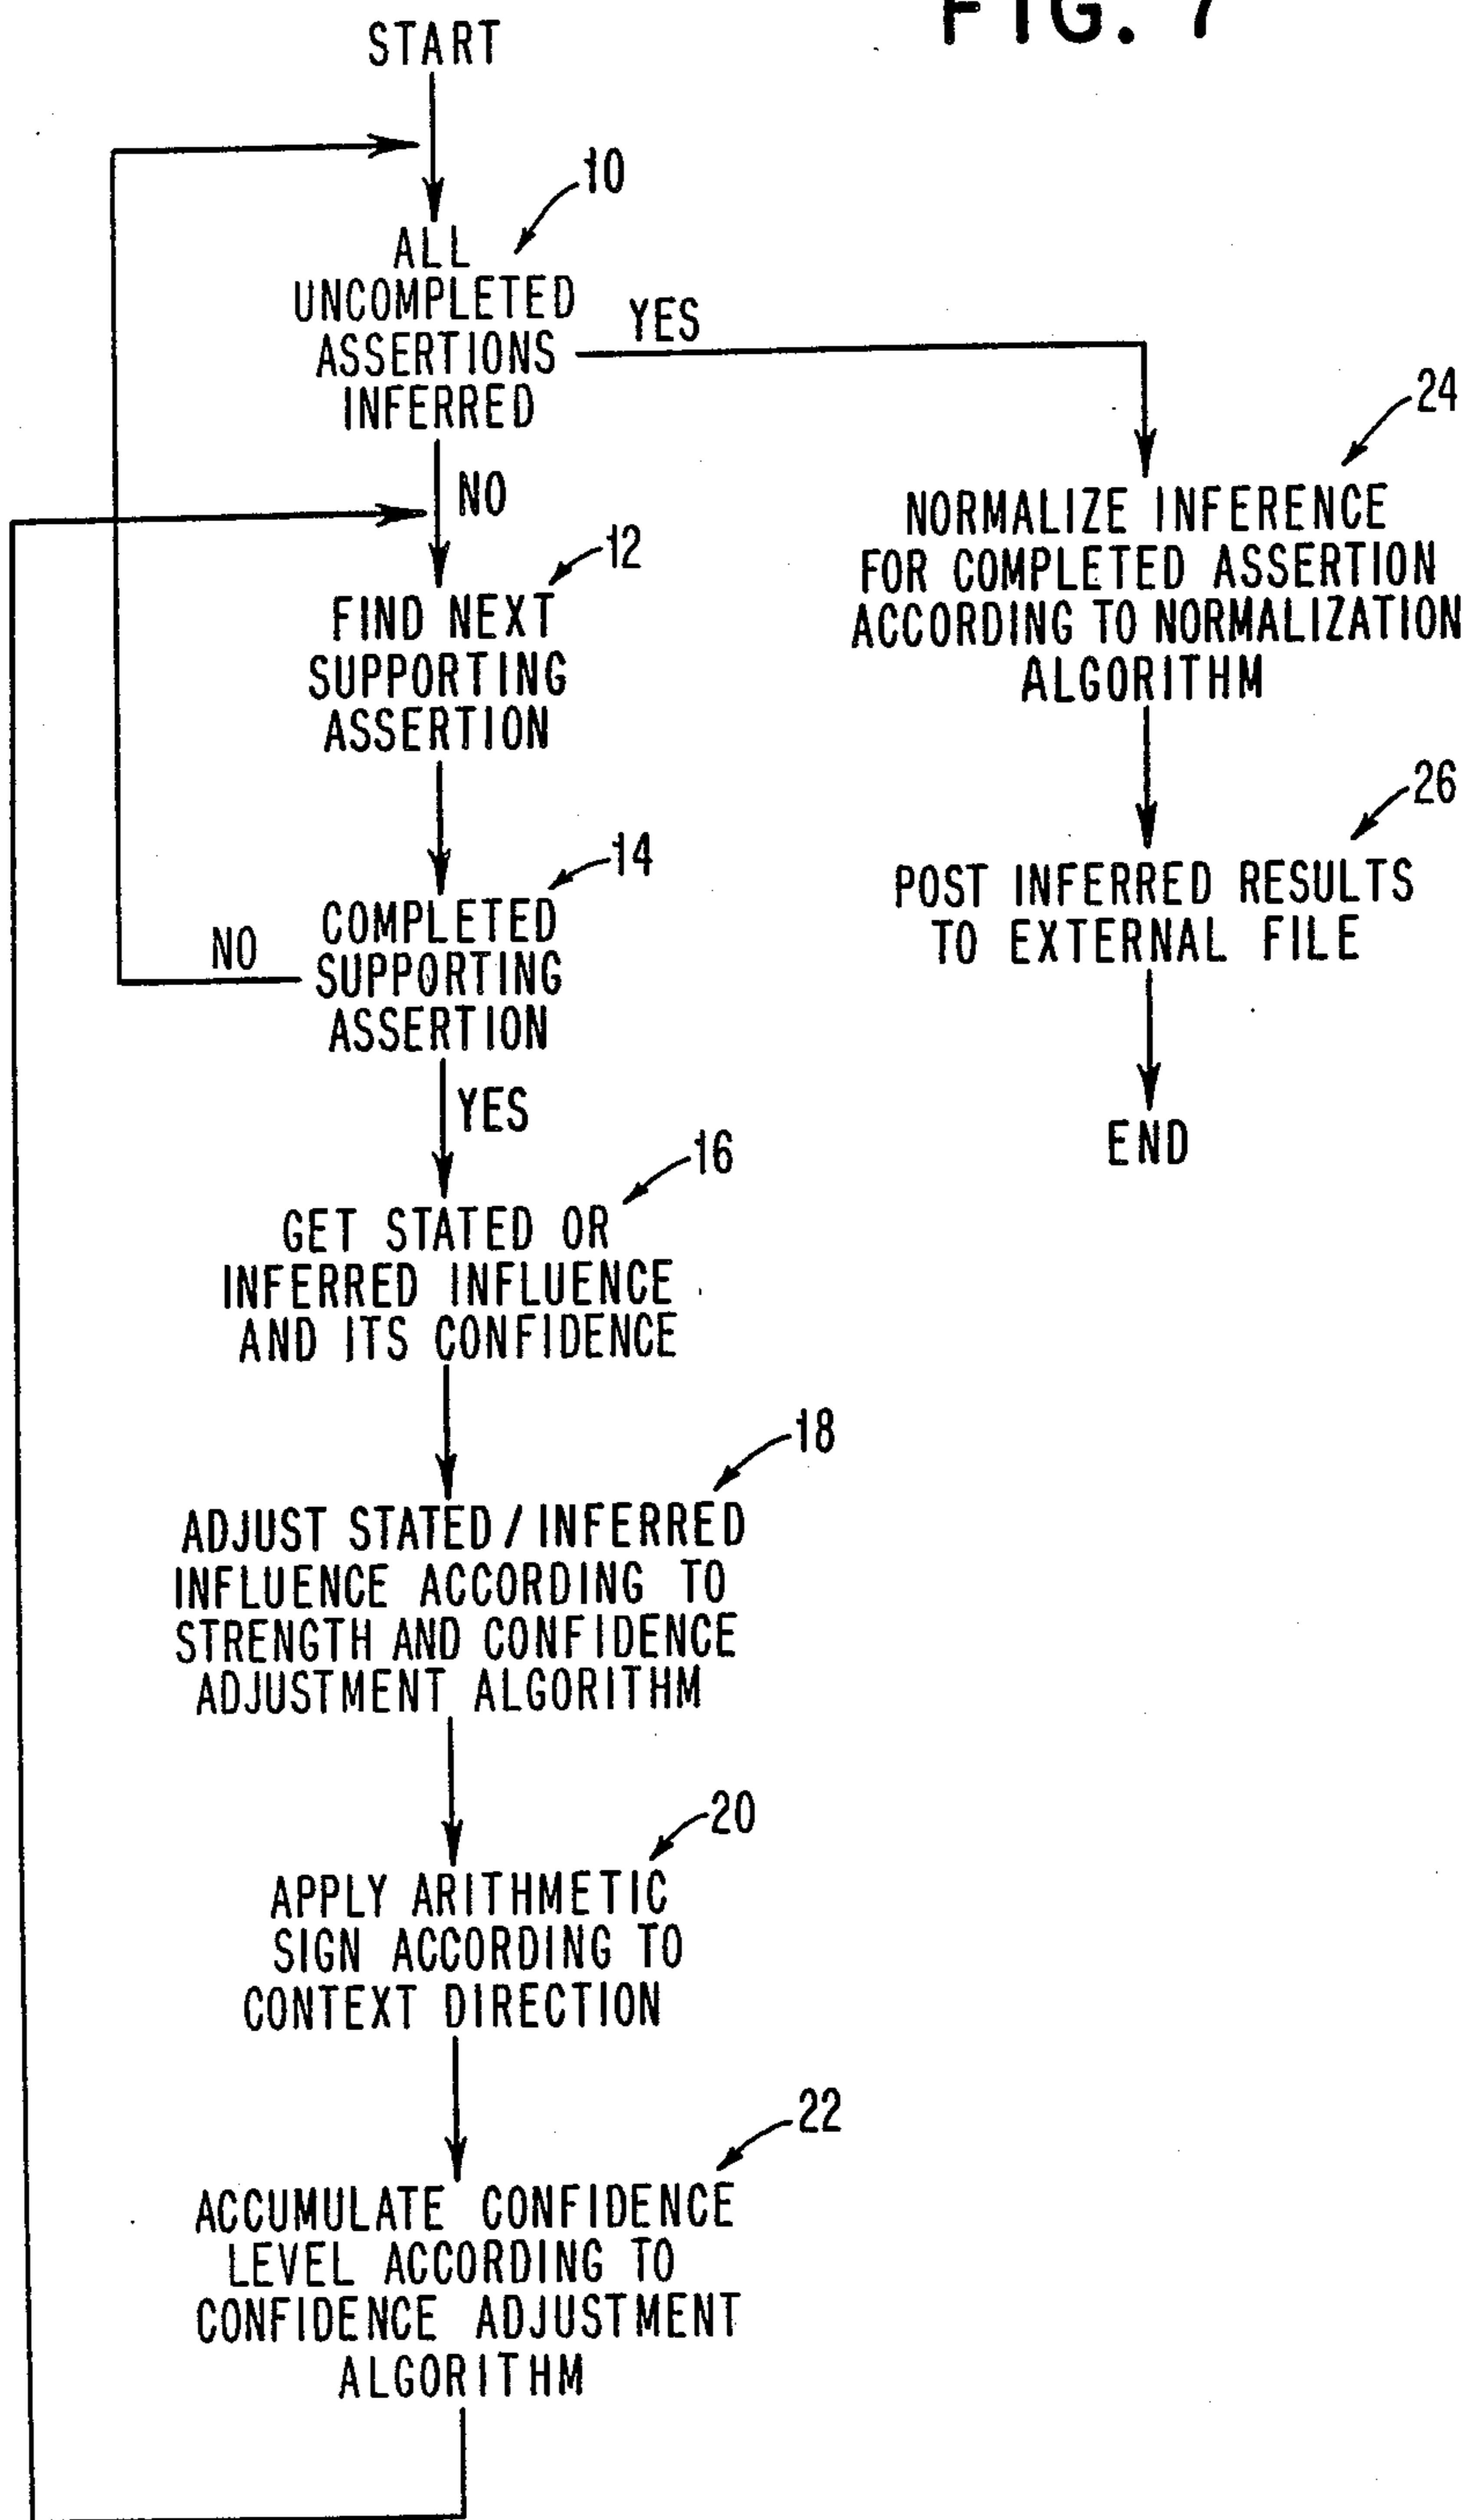 FIG. 7
START
10
ALL
UNCOMPLETED
ASSERTIONS
INFERRED
YES
NO
12
FIND NEXT
SUPPORTING
ASSERTION
14
COMPLETED
SUPPORTING
ASSERTION
NO
YES
16
GET STATED OR
INFERRED INFLUENCE
AND ITS CONFIDENCE
18
ADJUST STATED/INFERRED
INFLUENCE ACCORDING TO
STRENGTH AND CONFIDENCE
ADJUSTMENT ALGORITHM
20
APPLY ARITHMETIC
SIGN ACCORDING TO
CONTEXT DIRECTION
22
ACCUMULATE CONFIDENCE
LEVEL ACCORDING TO
CONFIDENCE ADJUSTMENT
ALGORITHM
24
NORMALIZE INFERENCE
FOR COMPLETED ASSERTION
ACCORDING TO NORMALIZATION
ALGORITHM
26
POST INFERRED RESULTS
TO EXTERNAL FILE
END